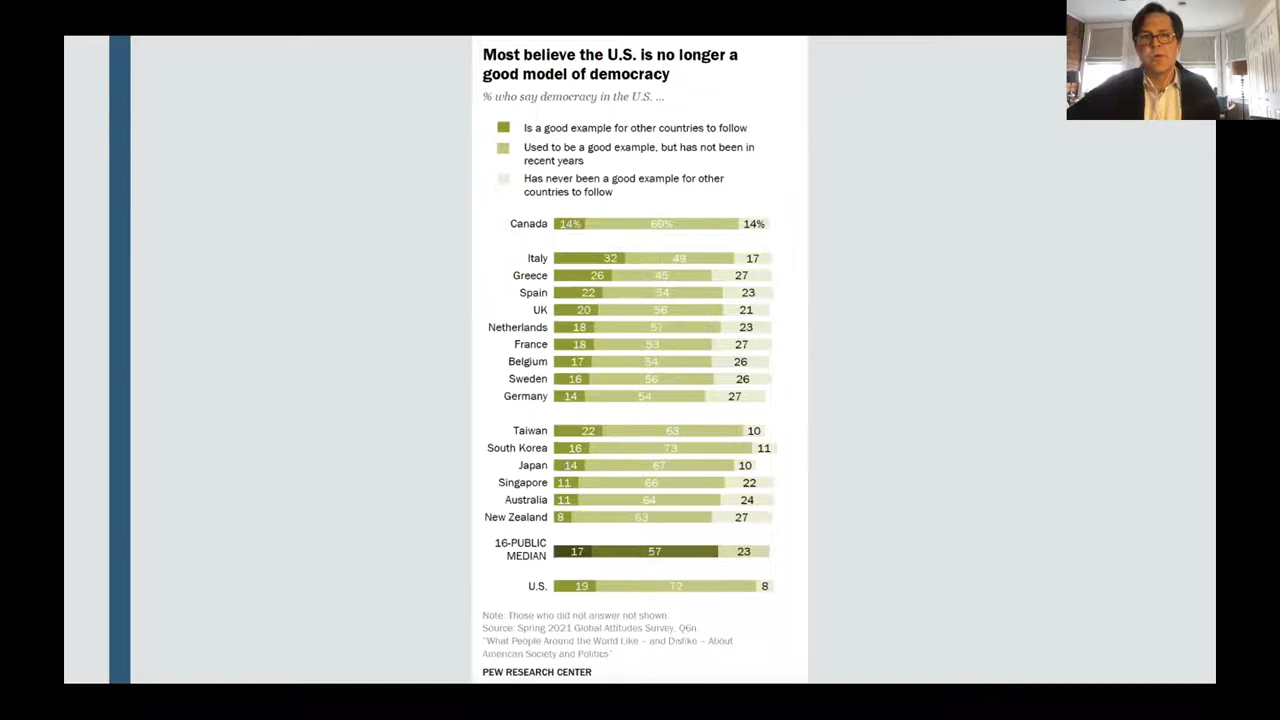 Most believe the U.S. is no longer a
good model of democracy
% who say democracy in the U.S. ...
Is a good example for other countries to follow
Used to be a good example, but has not been in
recent years
Has never been a good example for other
countries to follow
Canada 14% 69% 14%
Italy 32 49 17
Greece 26 45 27
Spain 22 54 23
UK 20 56 21
Netherlands 18 57 23
France 18 53 27
Belgium 17 54 26
Sweden 16 56 26
Germany 14 54 27
Taiwan 22 63 10
South Korea 16 73 11
Japan 14 67 10
Singapore 11 66 22
Australia 11 64 24
New Zealand 8 63 27
16-PUBLIC
MEDIAN 17 57 23
U.S. 19 72 8
Note: Those who did not answer not shown.
Source: Spring 2021 Global Attitudes Survey. Q6n
"What People Around the World Like – and Dislike – About
American Society and Politics"
PEW RESEARCH CENTER